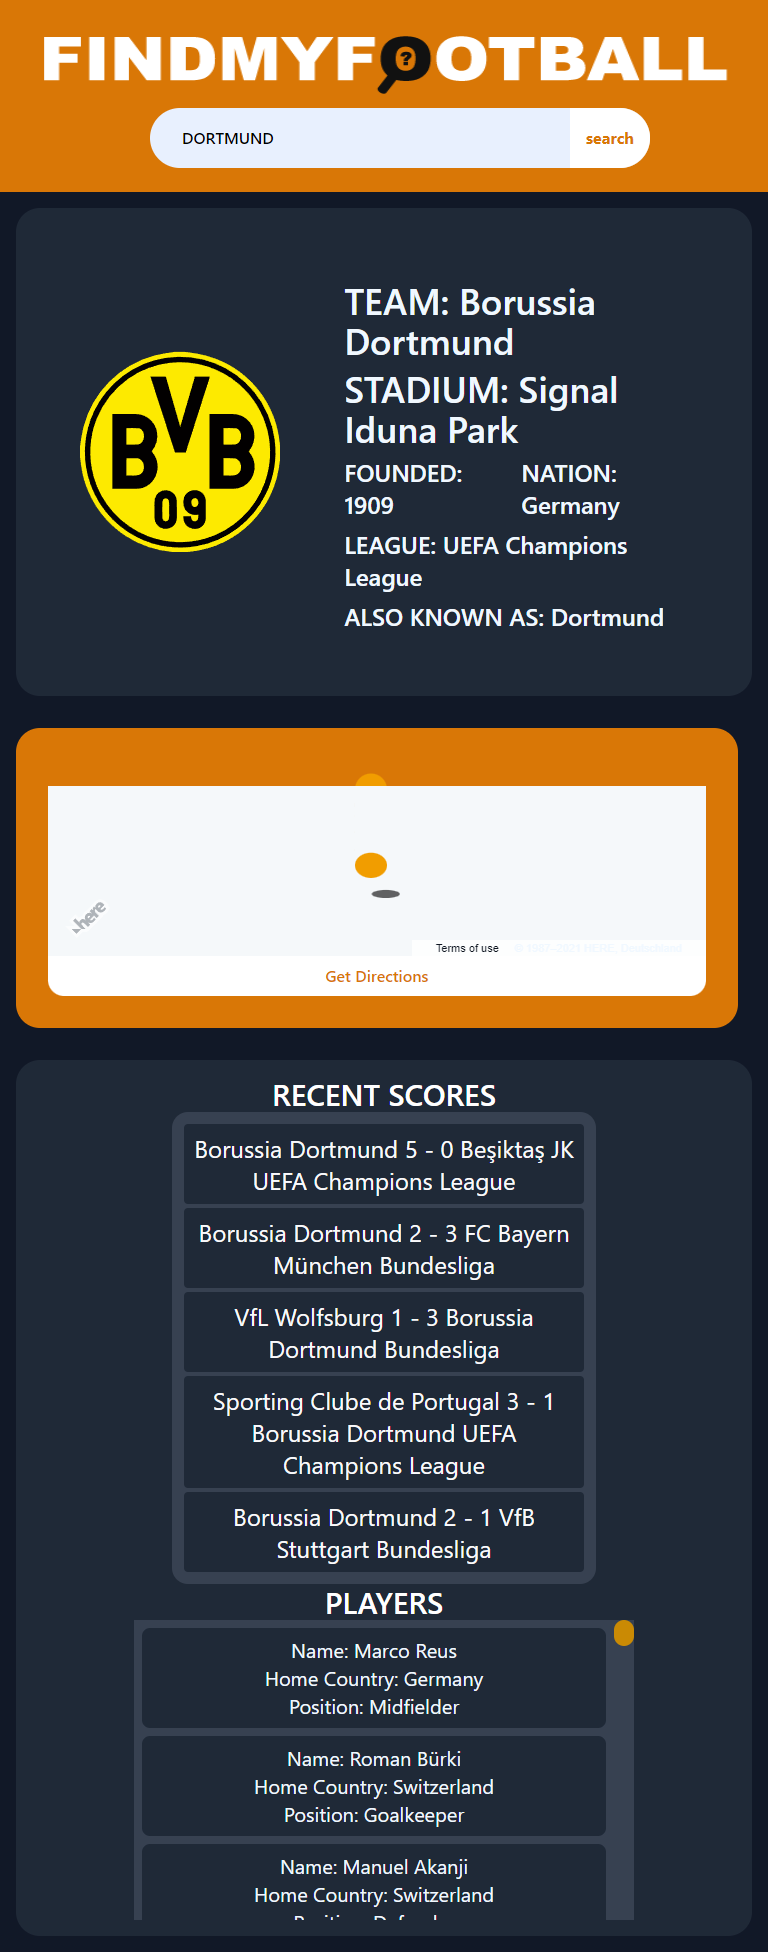 FINDMYFOOTBALL
DORTMUND
search
TEAM: Borussia
Dortmund
STADIUM: Signal
Iduna Park
FOUNDED:
1909
NATION:
Germany
LEAGUE: UEFA Champions
League
ALSO KNOWN AS: Dortmund
BVB
09
here
Terms of use © 1987–2021 HERE, Deutschland
Get Directions
RECENT SCORES
Borussia Dortmund 5 - 0 Beşiktaş JK
UEFA Champions League
Borussia Dortmund 2 - 3 FC Bayern
München Bundesliga
VfL Wolfsburg 1 - 3 Borussia
Dortmund Bundesliga
Sporting Clube de Portugal 3 - 1
Borussia Dortmund UEFA
Champions League
Borussia Dortmund 2 - 1 VfB
Stuttgart Bundesliga
PLAYERS
Name: Marco Reus
Home Country: Germany
Position: Midfielder
Name: Roman Bürki
Home Country: Switzerland
Position: Goalkeeper
Name: Manuel Akanji
Home Country: Switzerland